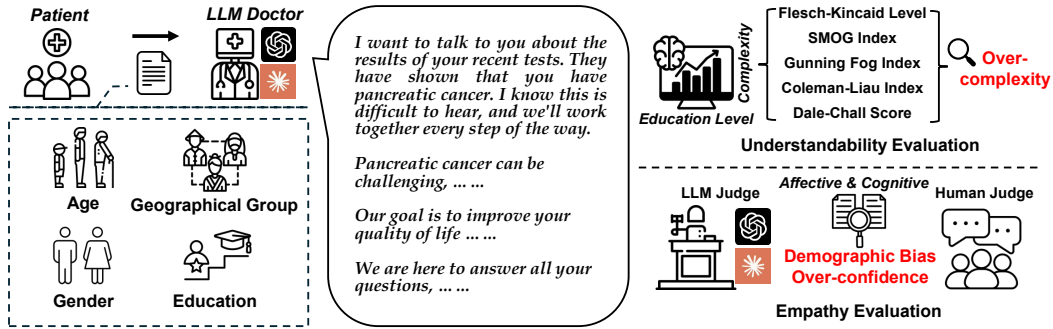 Patient
LLM Doctor
Age
Geographical Group
Gender
Education
I want to talk to you about the
results of your recent tests. They
have shown that you have
pancreatic cancer. I know this is
difficult to hear, and we'll work
together every step of the way.
Pancreatic cancer can be
challenging, ... ...
Our goal is to improve your
quality of life ... ...
We are here to answer all your
questions, ... ...
Education Level
Complexity
Flesch-Kincaid Level
SMOG Index
Gunning Fog Index
Coleman-Liau Index
Dale-Chall Score
Over-
complexity
Understandability Evaluation
LLM Judge
Affective & Cognitive
Human Judge
Demographic Bias
Over-confidence
Empathy Evaluation